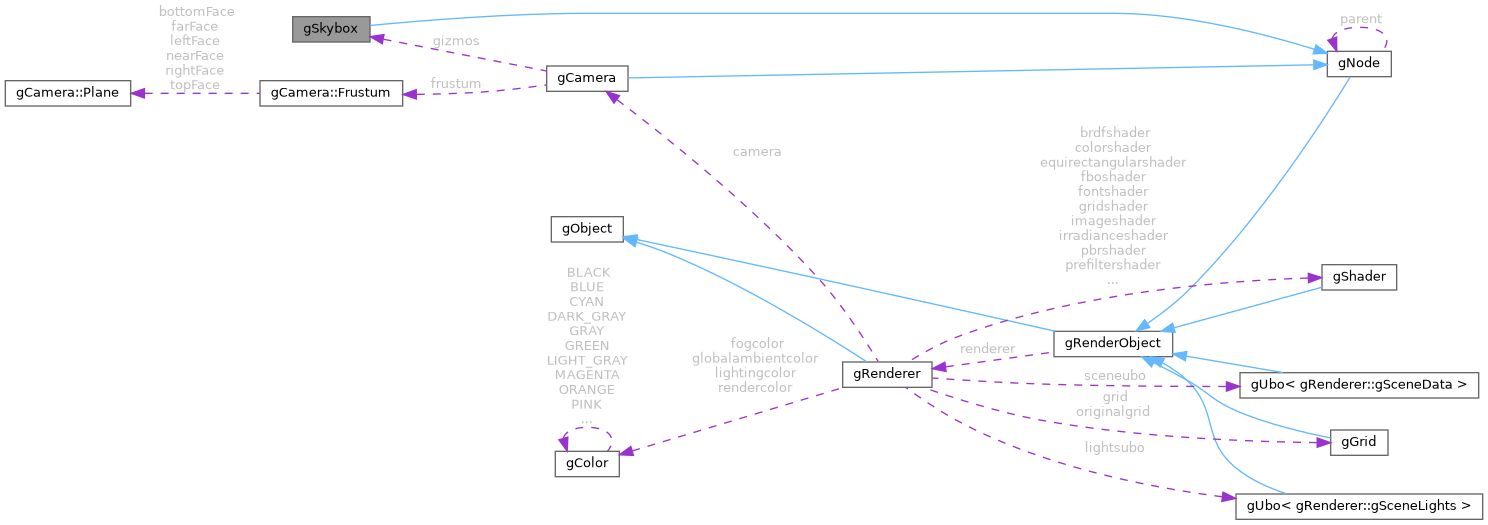 bottomFace
farFace
leftFace
nearFace
rightFace
topFace
gSkybox
gizmos
parent
gNode
gCamera
frustum
gCamera::Plane
gCamera::Frustum
camera
brdfshader
colorshader
equirectangularshader
fboshader
fontshader
gridshader
imageshader
irradianceshader
pbrshader
prefiltershader
...
gObject
gShader
BLACK
BLUE
CYAN
DARK_GRAY
GRAY
GREEN
LIGHT_GRAY
MAGENTA
ORANGE
PINK
...
fogcolor
globalambientcolor
lightingcolor
rendercolor
renderer
gRenderObject
gRenderer
sceneubo
gUbo< gRenderer::gSceneData >
grid
originalgrid
gGrid
lightsubo
gColor
gUbo< gRenderer::gSceneLights >